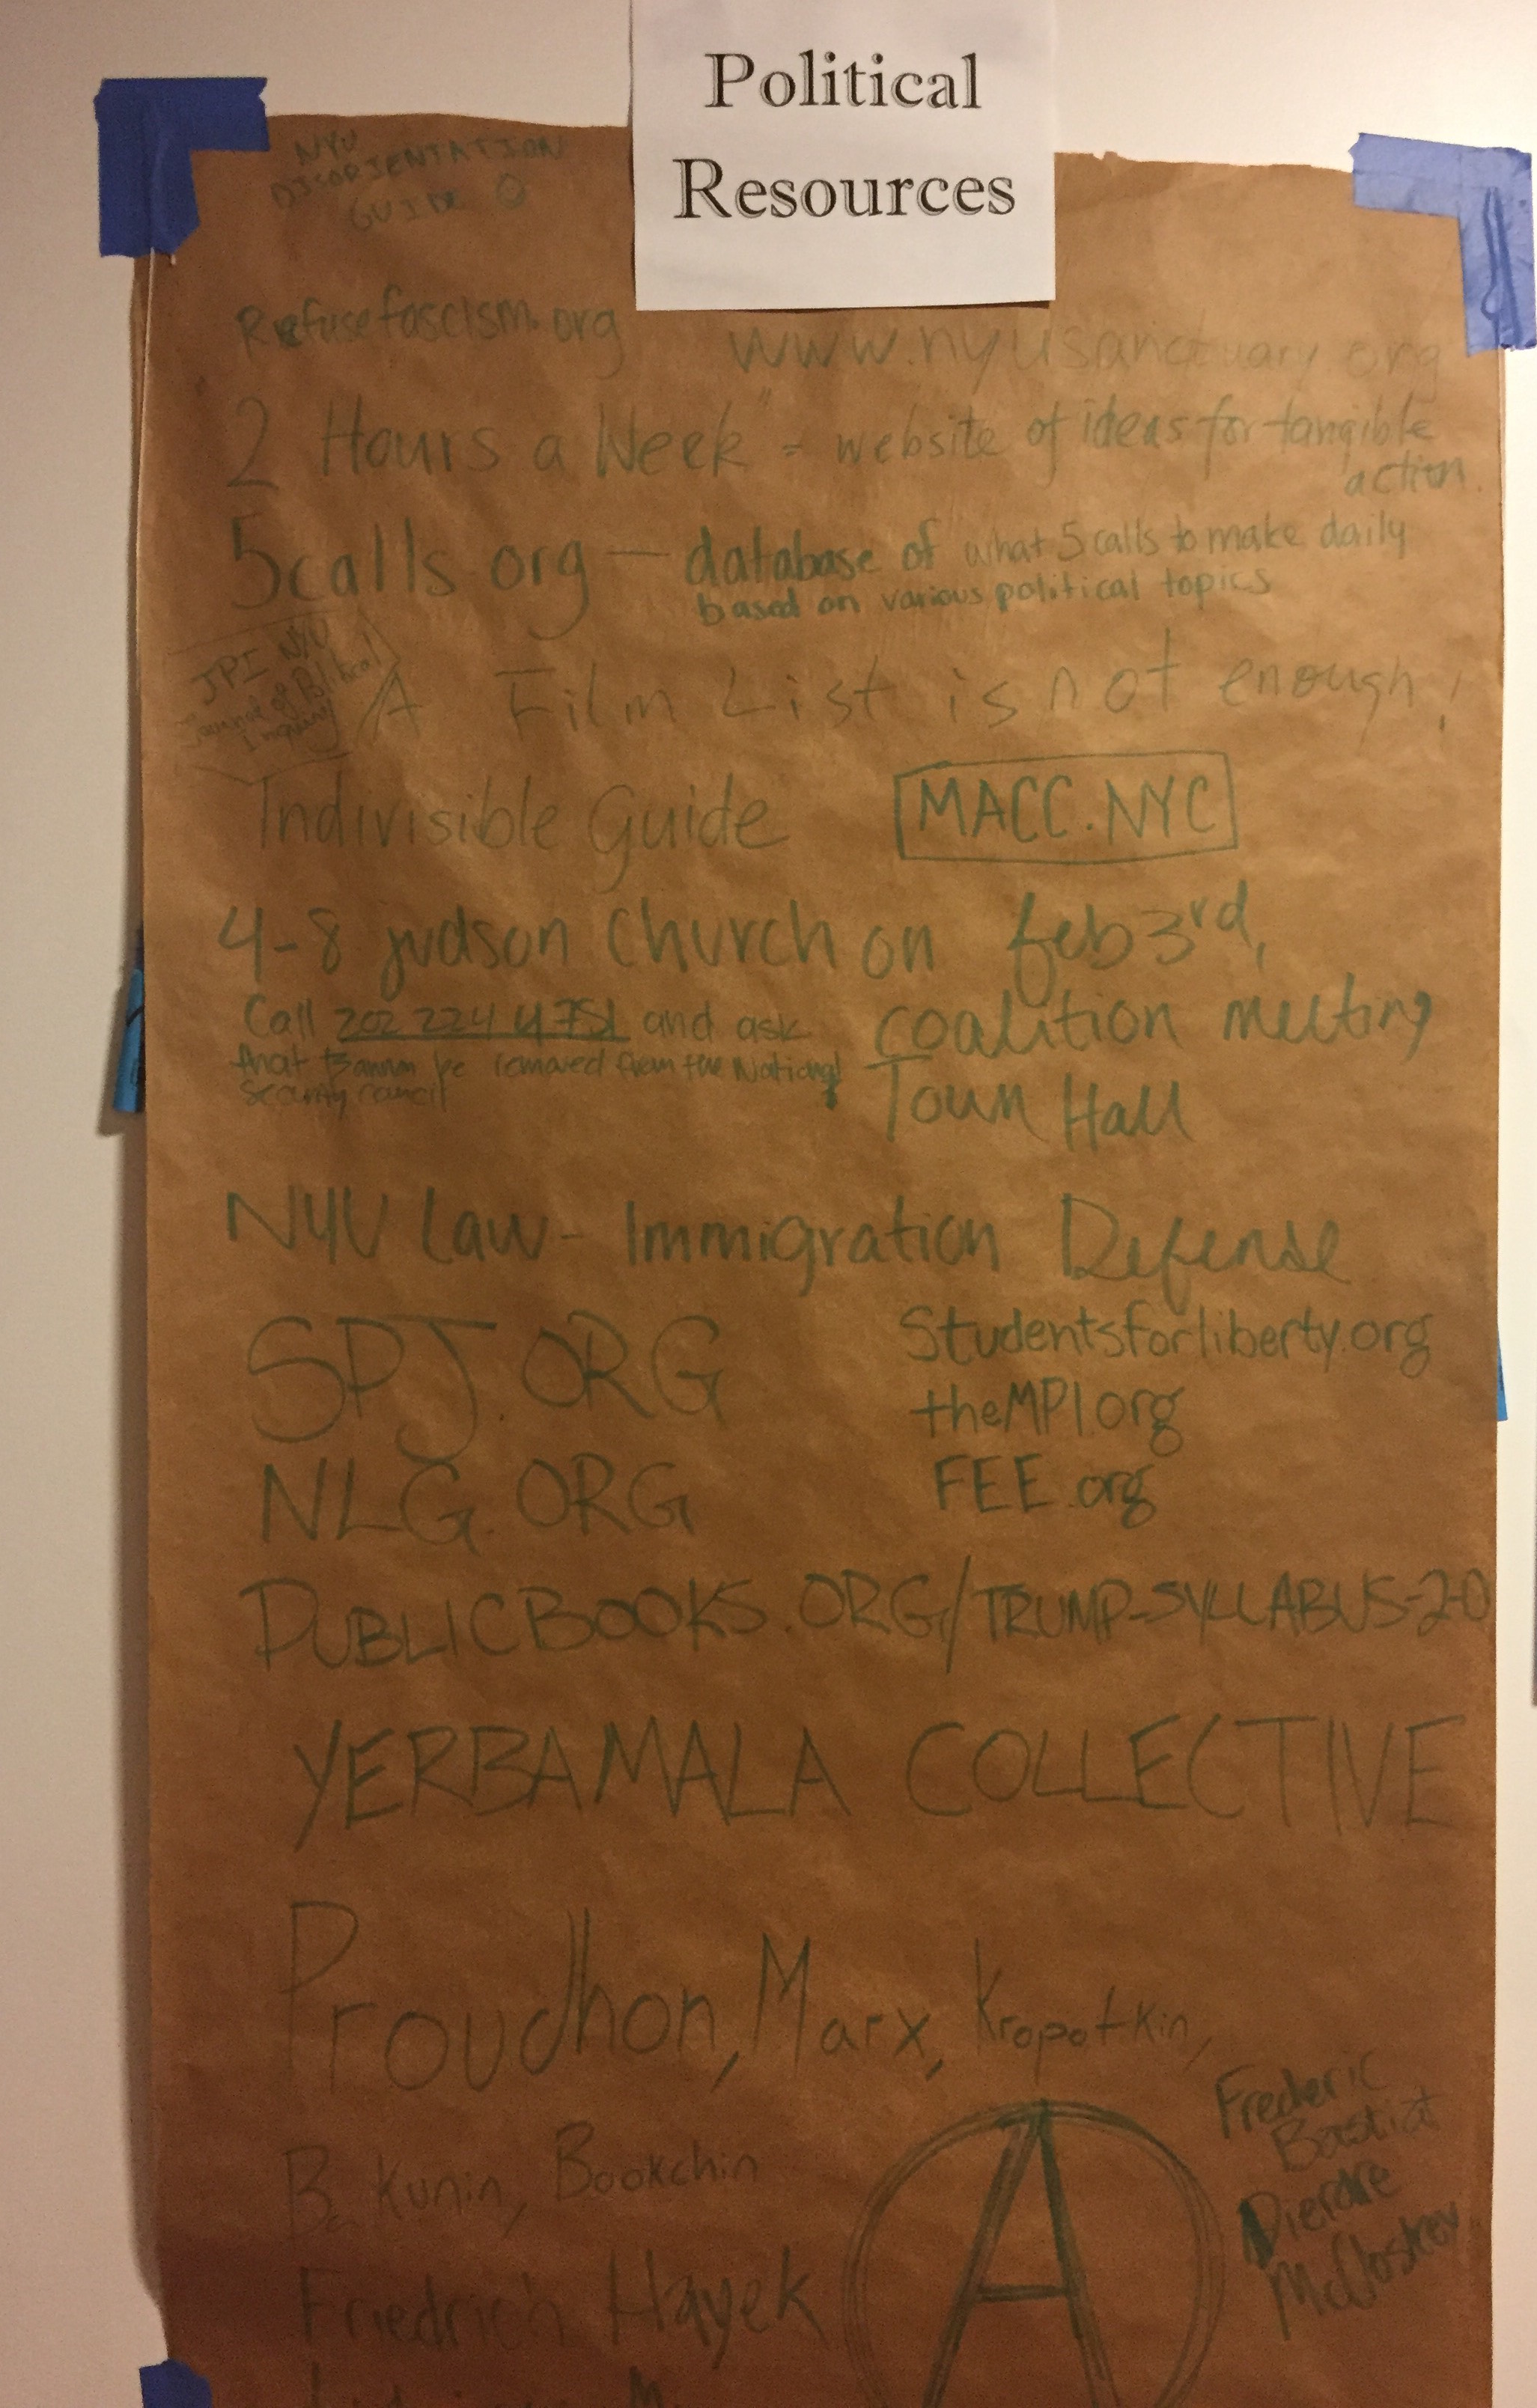 Political
Resources
NYU
DISORIENTATION
GUIDE
Refusefascism.org
www.nyusanctuary.org
2 Hours a Week" = website of ideas for tangible
action.
5calls.org — database of what 5 calls to make daily
based on various political topics
JPI NYU
Journal of Political
Inquiry
A Film List is not enough!
Indivisible Guide
MACC.NYC
4-8 judson Church on feb 3rd,
coalition meeting
Town Hall
Call 202 224 4751 and ask
that Bannon be removed from the National
Security council
NYU Law - Immigration Defense
SPJ.ORG
NLG.ORG
Studentsforliberty.org
theMPI.org
FEE.org
PUBLICBOOKS.ORG/TRUMP-SYLLABUS-2-0
YERBAMALA COLLECTIVE
Proudhon, Marx, Kropotkin,
Ba Kunin, Bookchin
Friedrich Hayek
A
Frederic
Bastiat
Dierdre
McCloskey